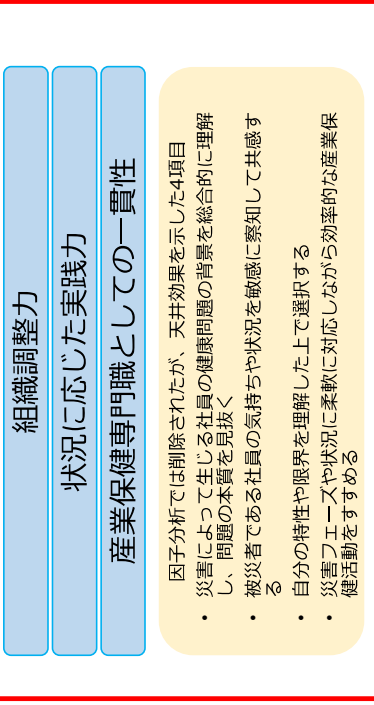 組織調整力
状況に応じた実践力
産業保健専門職としての一貫性
因子分析では削除されたが、天井効果を示した4項目
• 災害によって生じる社員の健康問題の背景を総合的に理解
し、問題の本質を見抜く
• 被災者である社員の気持ちや状況を敏感に察知して共感す
る
• 自分の特性や限界を理解した上で選択する
• 災害フェーズや状況に柔軟に対応しながら効率的な産業保
健活動をすすめる